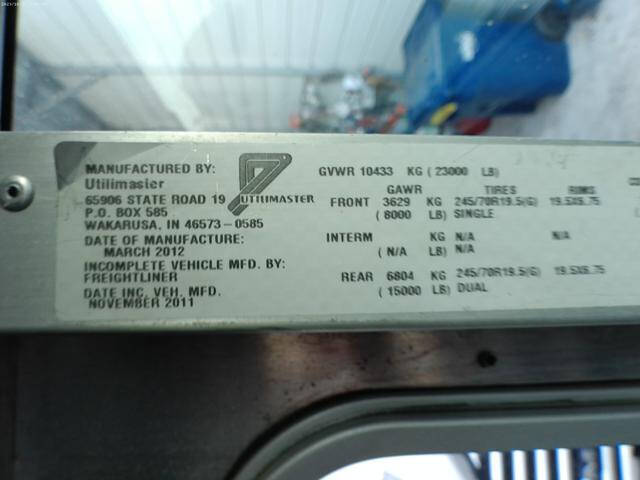 MANUFACTURED BY:
Utilimaster
65906 STATE ROAD 19
P.O. BOX 585
WAKARUSA, IN 46573-0585
DATE OF MANUFACTURE:
MARCH 2012
INCOMPLETE VEHICLE MFD. BY:
FREIGHTLINER
DATE INC. VEH. MFD.
NOVEMBER 2011
UTILIMASTER
GVWR 10433 KG (23000 LB)
GAWR TIRES RIMS
FRONT 3629 KG 245/70R19.5(G) 19.5X6.75
(8000 LB) SINGLE
INTERM KG N/A N/A
(N/A LB) N/A
REAR 6804 KG 245/70R19.5(G) 19.5X6.75
(15000 LB) DUAL